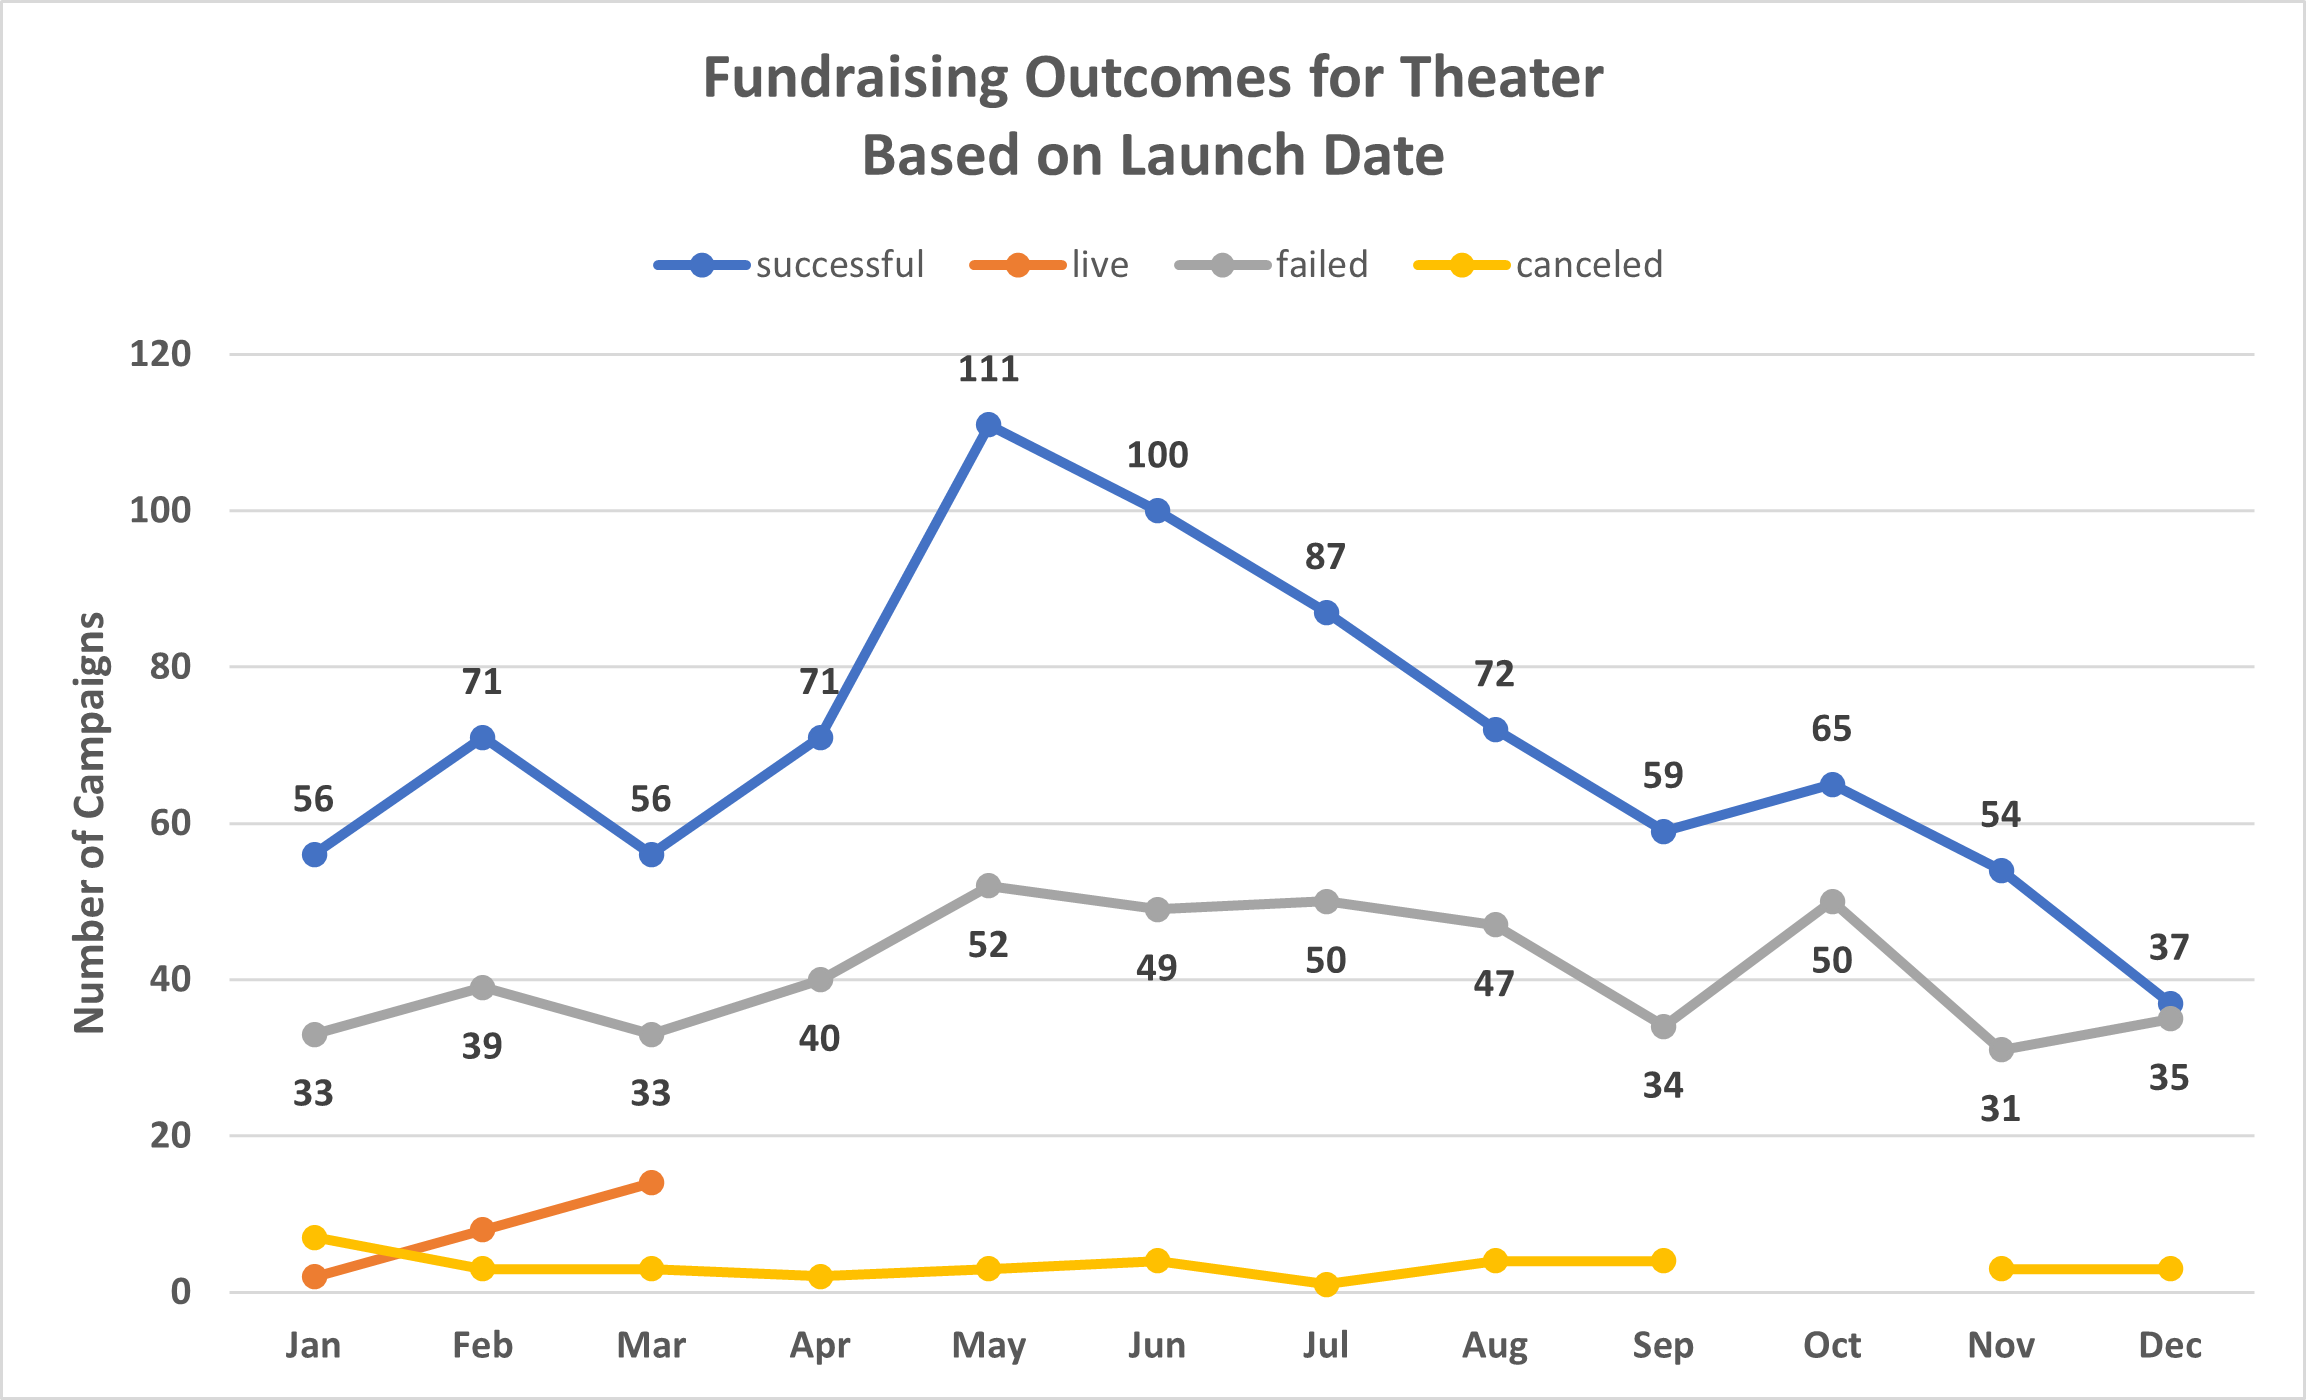 Fundraising Outcomes for Theater
Based on Launch Date
successful live failed canceled
Number of Campaigns
120
100
80
60
40
20
0
56 71 56 71 111 100 87 72 59 65 54 37
33 39 33 40 52 49 50 47 34 50 31 35
Jan Feb Mar Apr May Jun Jul Aug Sep Oct Nov Dec